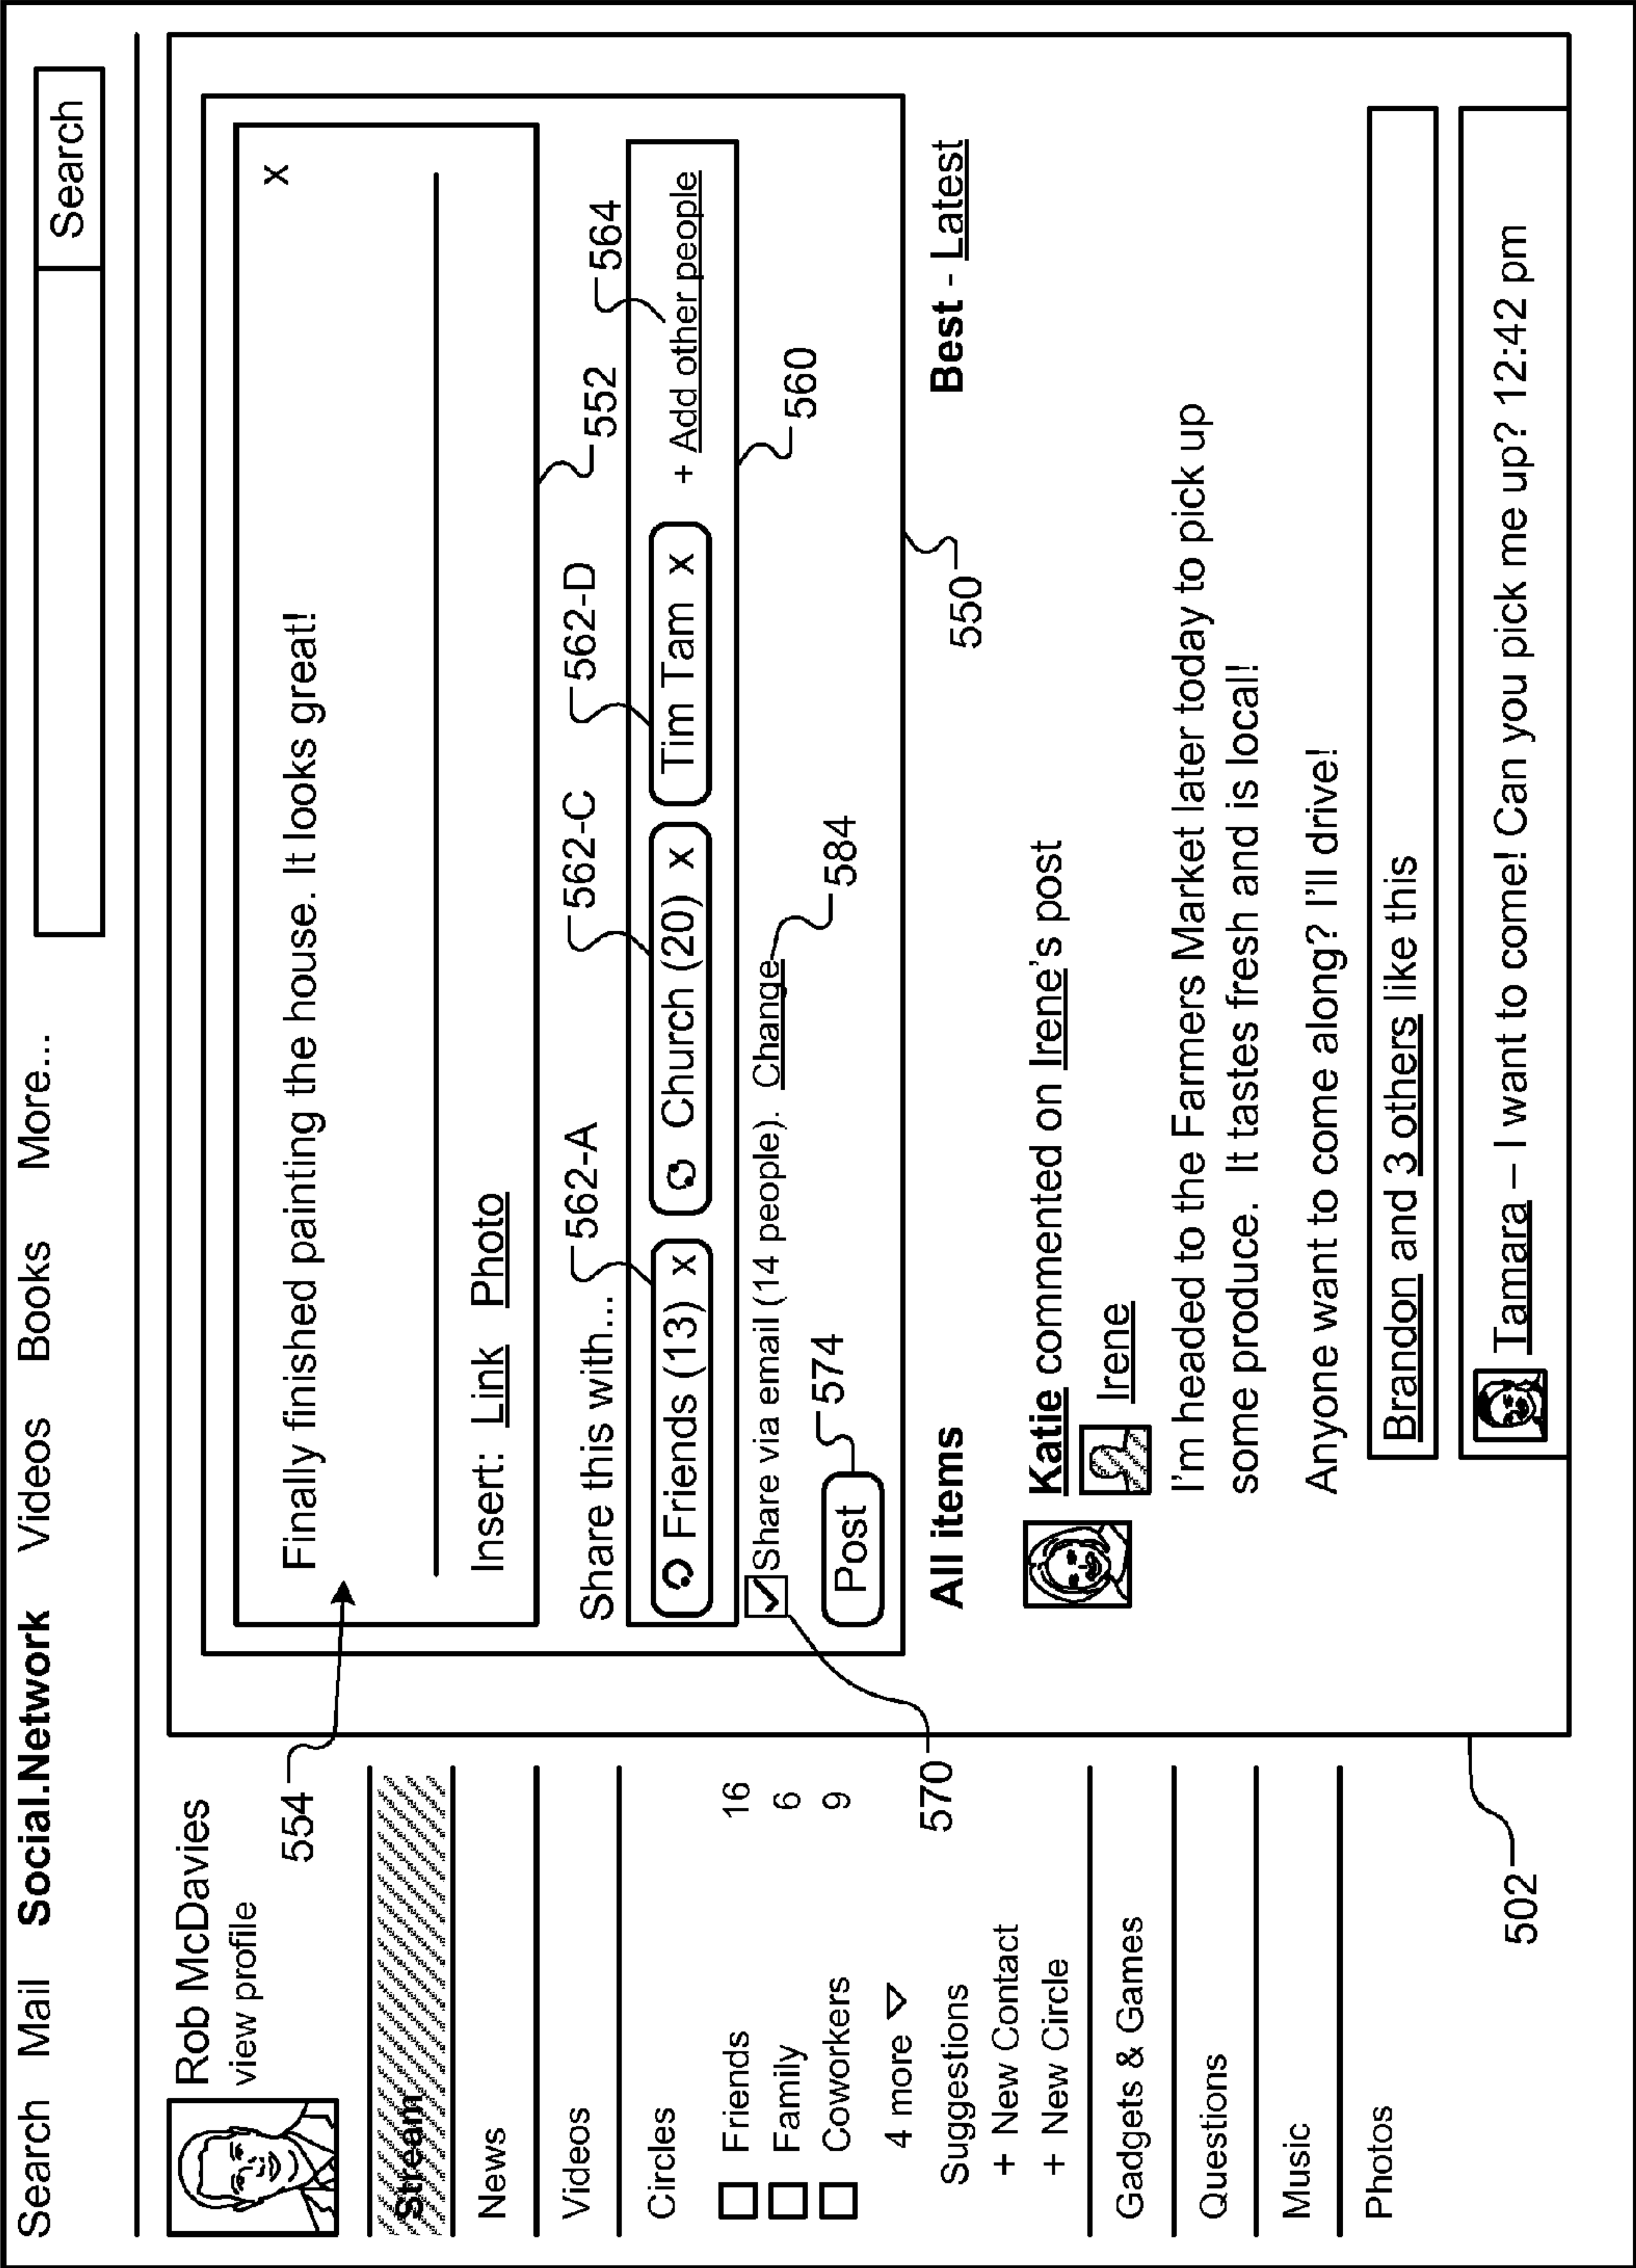 Search Mail Social.Network Videos Books More...
Search
Rob McDavies
view profile
Stream
News
Videos
Circles
Friends 16
Family 6
Coworkers 9
4 more
Suggestions
+ New Contact
+ New Circle
Gadgets & Games
Questions
Music
Photos
554
Finally finished painting the house. It looks great!
x
Insert: Link Photo
552
Share this with...
562-A
562-C
562-D
564
Friends (13) x
Church (20) x
Tim Tam x
+ Add other people
560
Share via email (14 people). Change
584
570
Post
574
550
All items
Best - Latest
Katie commented on Irene's post
Irene
I'm headed to the Farmers Market later today to pick up
some produce. It tastes fresh and is local!
Anyone want to come along? I'll drive!
Brandon and 3 others like this
Tamara – I want to come! Can you pick me up? 12:42 pm
502